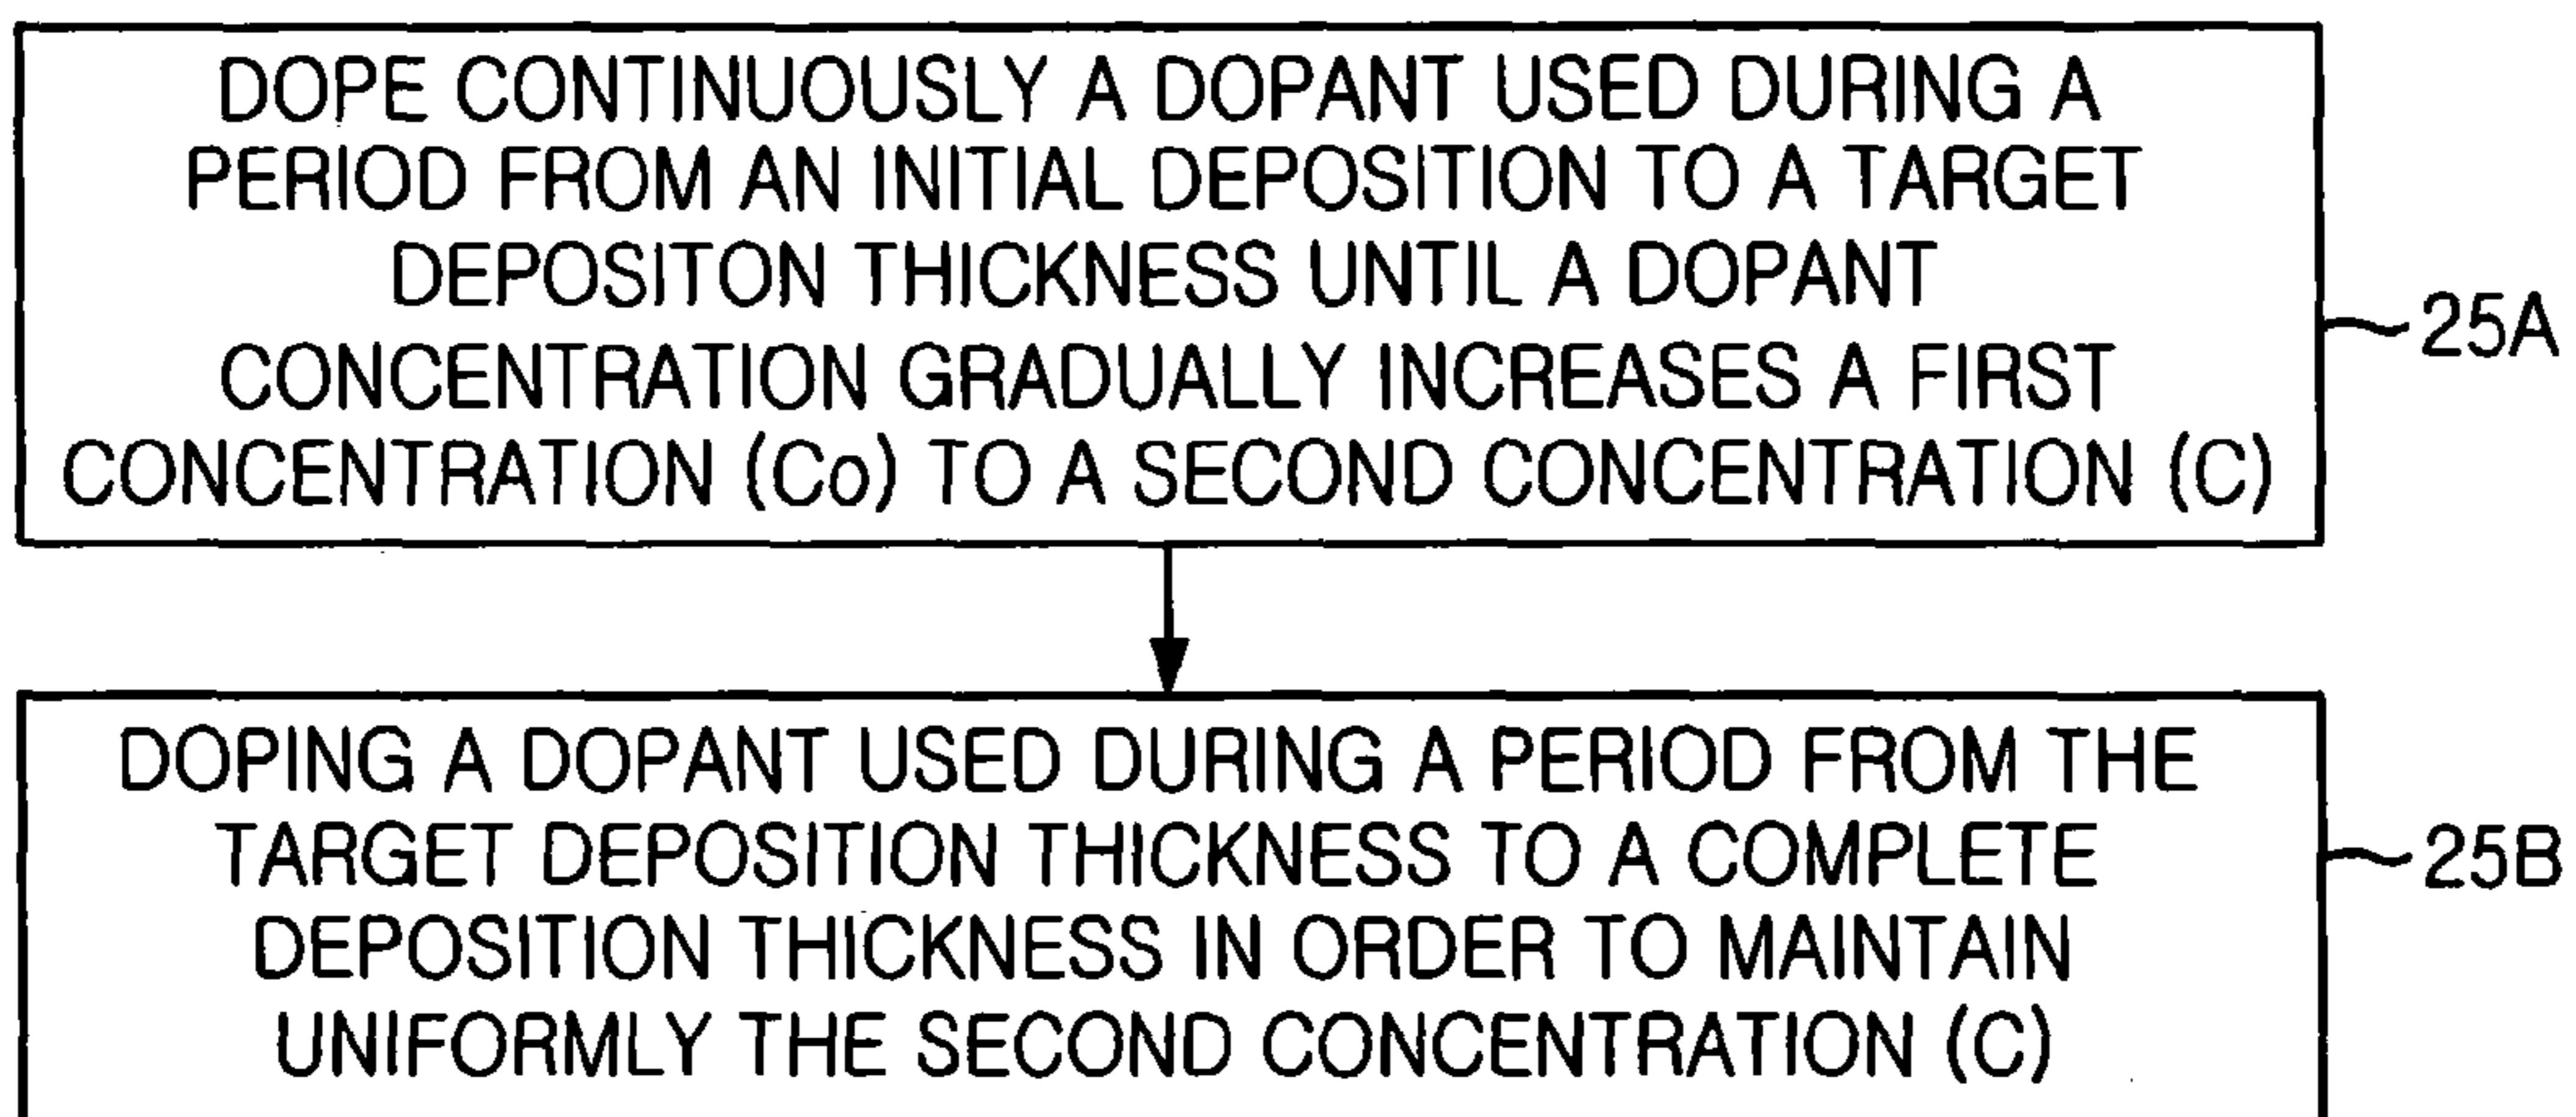 DOPE CONTINUOUSLY A DOPANT USED DURING A
PERIOD FROM AN INITIAL DEPOSITION TO A TARGET
DEPOSITON THICKNESS UNTIL A DOPANT
CONCENTRATION GRADUALLY INCREASES A FIRST
CONCENTRATION (Co) TO A SECOND CONCENTRATION (C)
25A
DOPING A DOPANT USED DURING A PERIOD FROM THE
TARGET DEPOSITION THICKNESS TO A COMPLETE
DEPOSITION THICKNESS IN ORDER TO MAINTAIN
UNIFORMLY THE SECOND CONCENTRATION (C)
25B